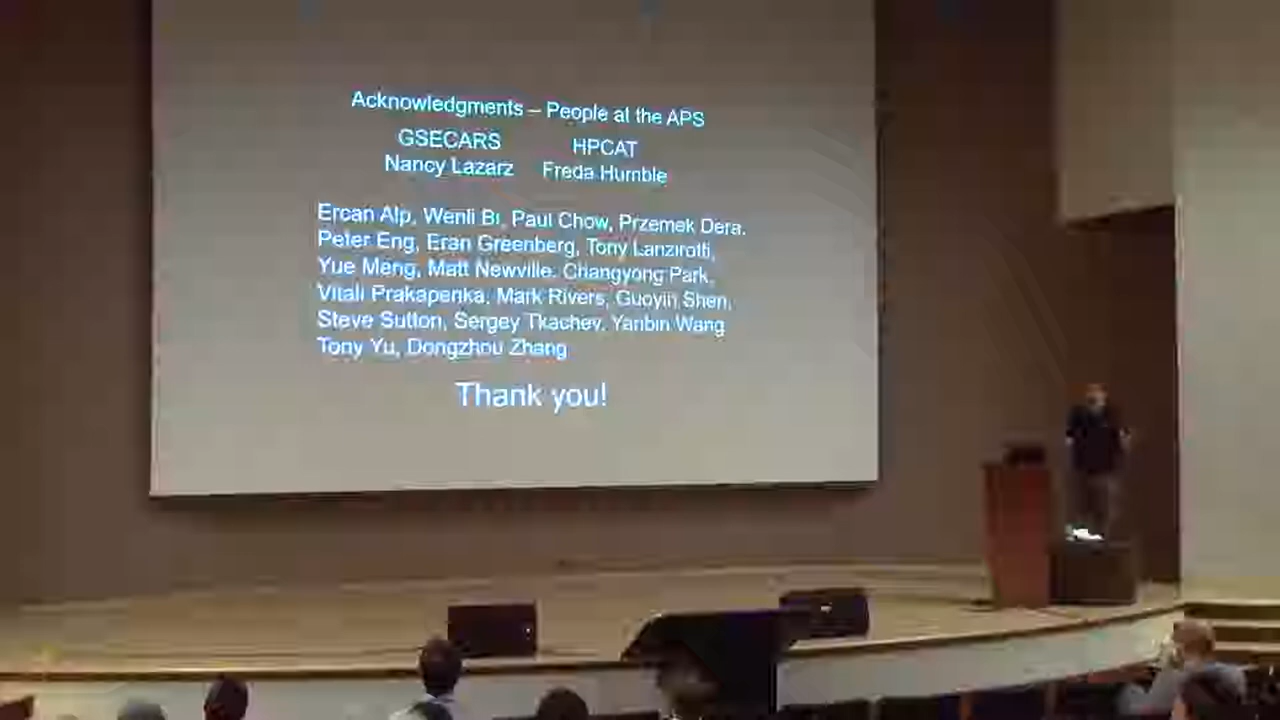 Acknowledgments – People at the APS
GSECARS HPCAT
Nancy Lazarz Freda Humble
Ercan Alp, Wenli Bi, Paul Chow, Przemek Dera,
Peter Eng, Eran Greenberg, Tony Lanzirotti,
Yue Meng, Matt Newville, Changyong Park,
Vitali Prakapenka, Mark Rivers, Guoyin Shen,
Steve Sutton, Sergey Tkachev, Yanbin Wang
Tony Yu, Dongzhou Zhang
Thank you!